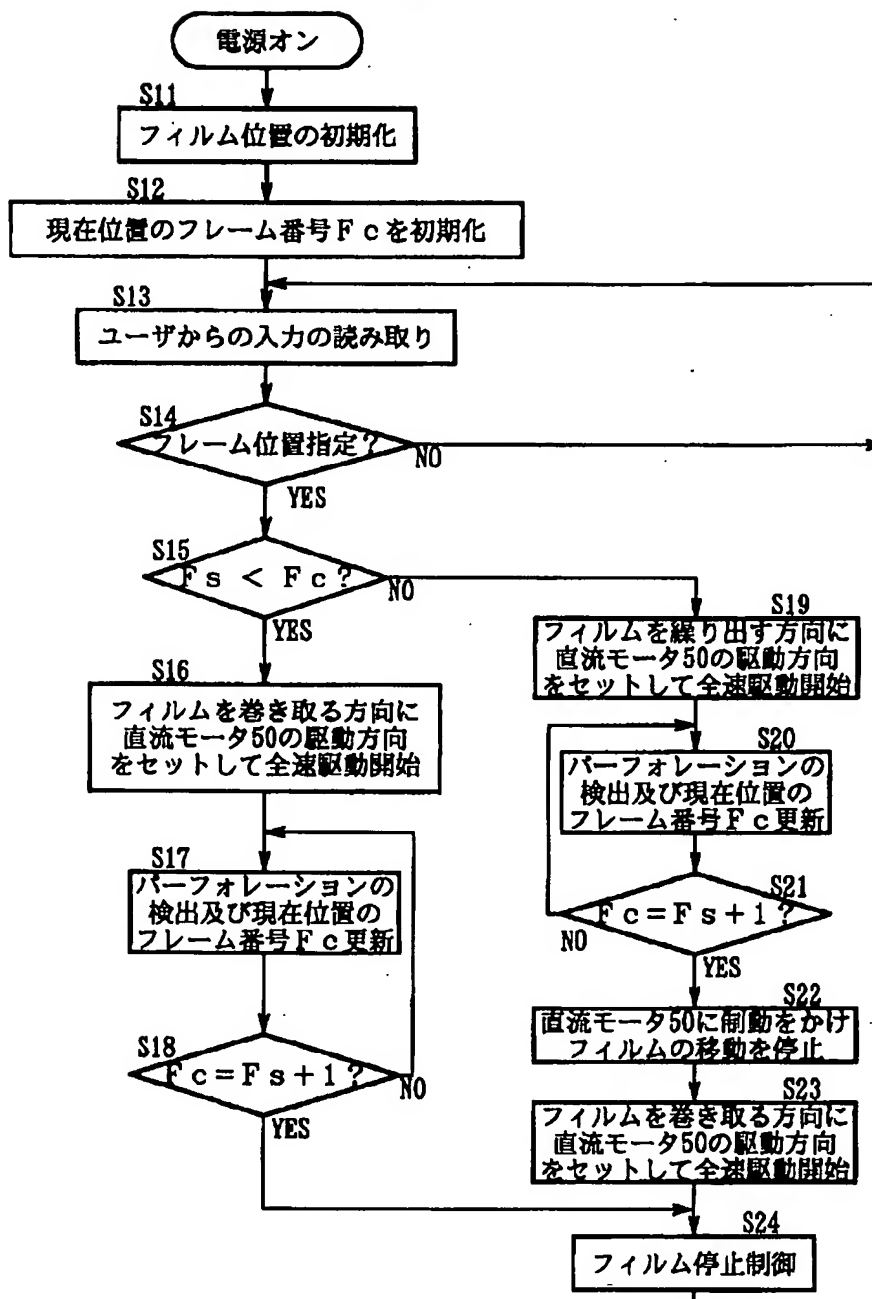 電源オン
S11
フィルム位置の初期化
S12
現在位置のフレーム番号Fcを初期化
S13
ユーザからの入力の読み取り
S14
フレーム位置指定?
NO
YES
S15
Fs < Fc?
NO
YES
S16
フィルムを巻き取る方向に
直流モータ50の駆動方向
をセットして全速駆動開始
S17
パーフォレーションの
検出及び現在位置の
フレーム番号Fc更新
S18
Fc=Fs+1?
NO
YES
S19
フィルムを繰り出す方向に
直流モータ50の駆動方向
をセットして全速駆動開始
S20
パーフォレーションの
検出及び現在位置の
フレーム番号Fc更新
S21
Fc=Fs+1?
NO
YES
S22
直流モータ50に制動をかけ
フィルムの移動を停止
S23
フィルムを巻き取る方向に
直流モータ50の駆動方向
をセットして全速駆動開始
S24
フィルム停止制御